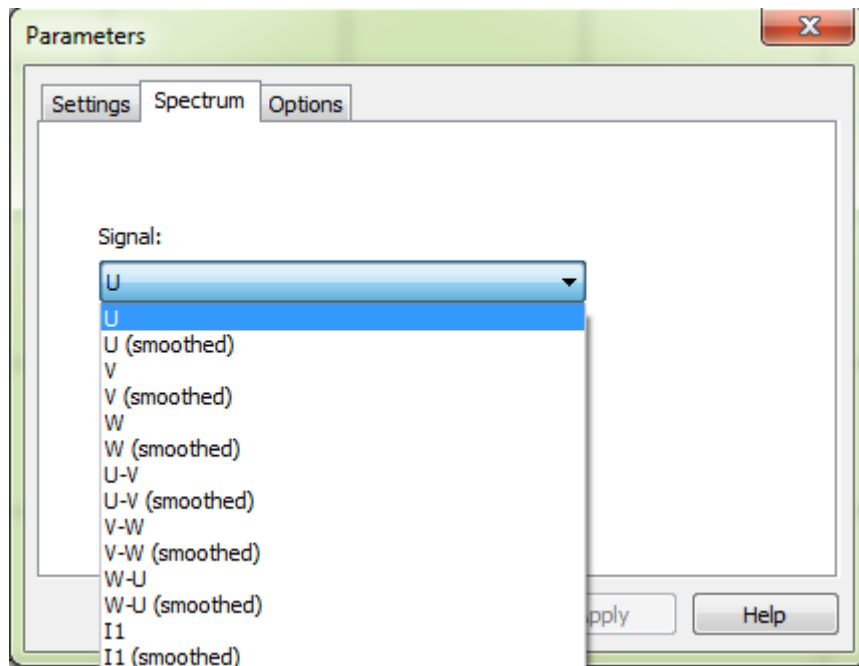 Parameters
Settings Spectrum Options
Signal:
U
U
U (smoothed)
V
V (smoothed)
W
W (smoothed)
U-V
U-V (smoothed)
V-W
V-W (smoothed)
W-U
W-U (smoothed)
I1
I1 (smoothed)
Help